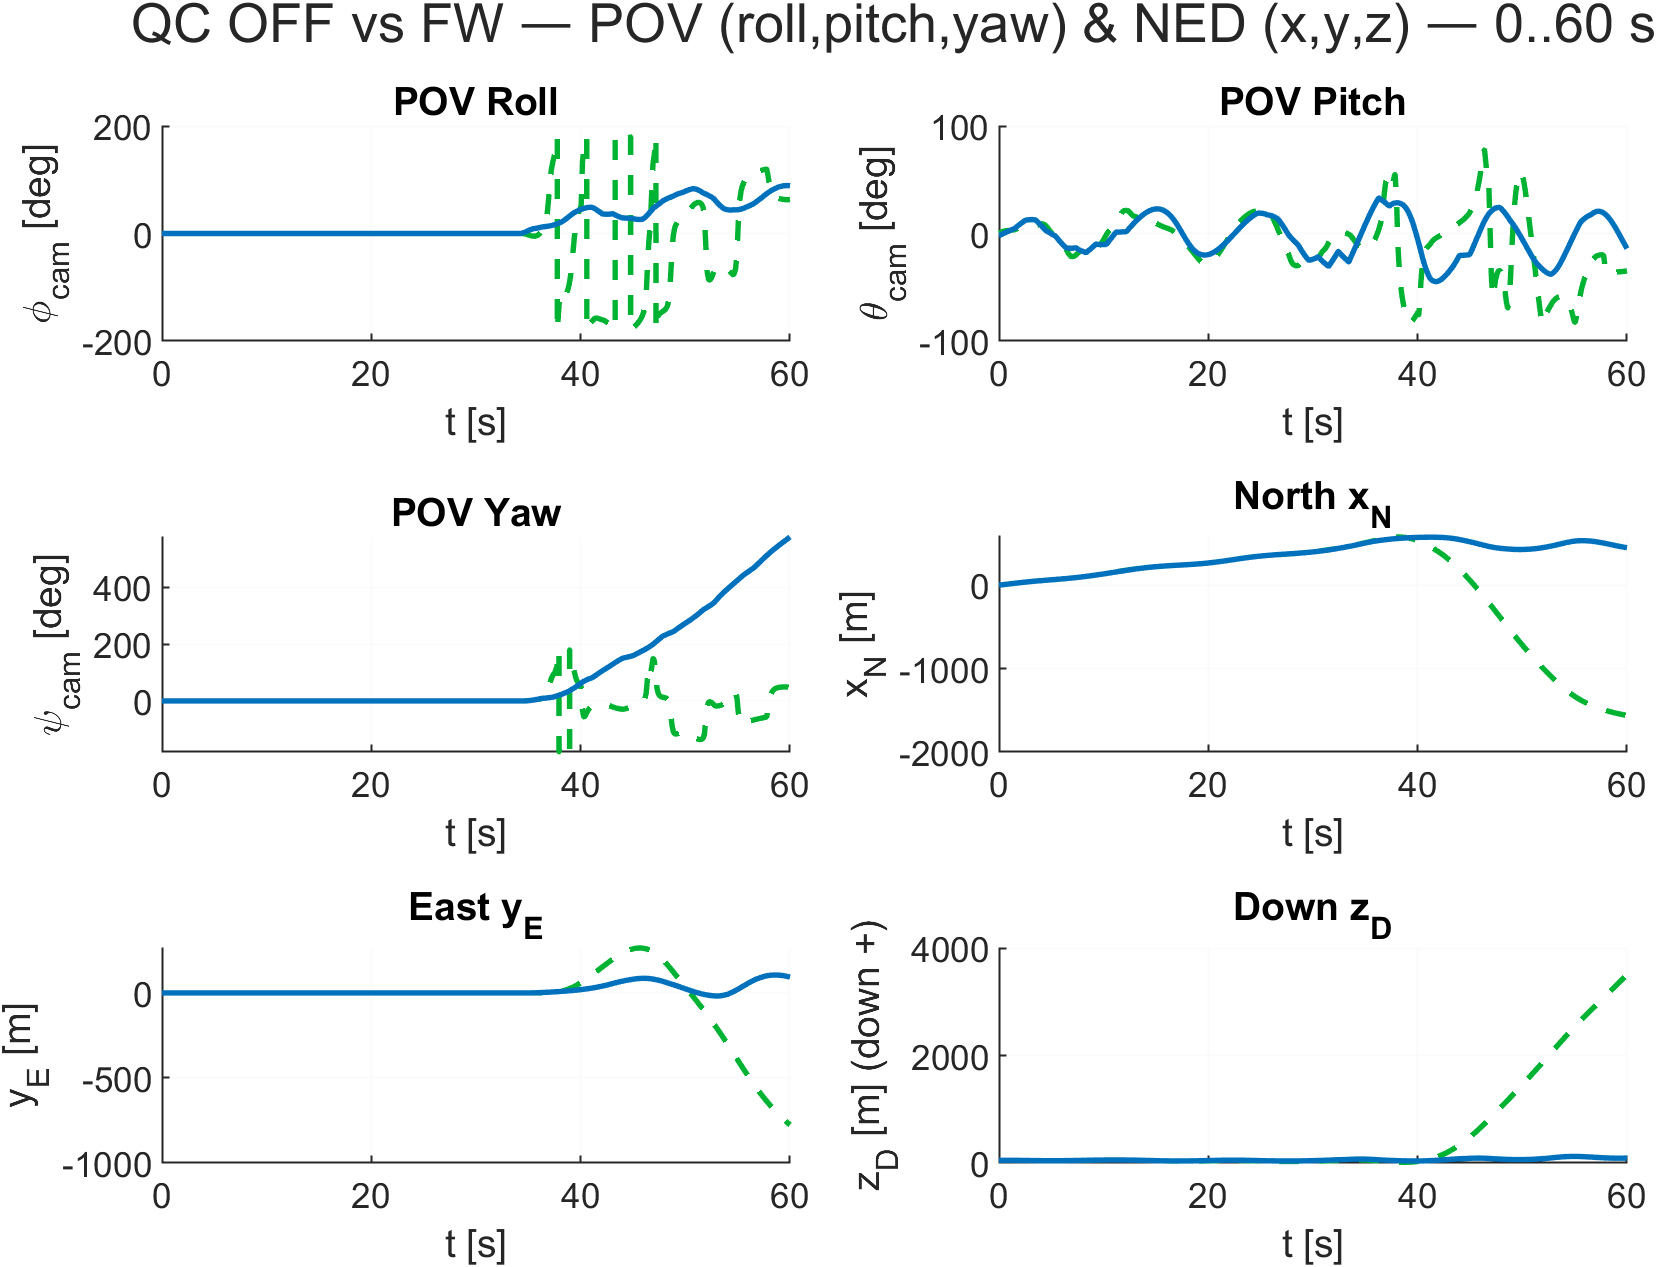 QC OFF vs FW — POV (roll,pitch,yaw) & NED (x,y,z) — 0..60 s
POV Roll
ϕcam [deg]
200
0
-200
0 20 40 60
t [s]
POV Pitch
θcam [deg]
100
0
-100
0 20 40 60
t [s]
POV Yaw
ψcam [deg]
400
200
0
0 20 40 60
t [s]
North xN
xN [m]
0
-1000
-2000
0 20 40 60
t [s]
East yE
yE [m]
0
-500
-1000
0 20 40 60
t [s]
Down zD
zD [m] (down +)
4000
2000
0
0 20 40 60
t [s]